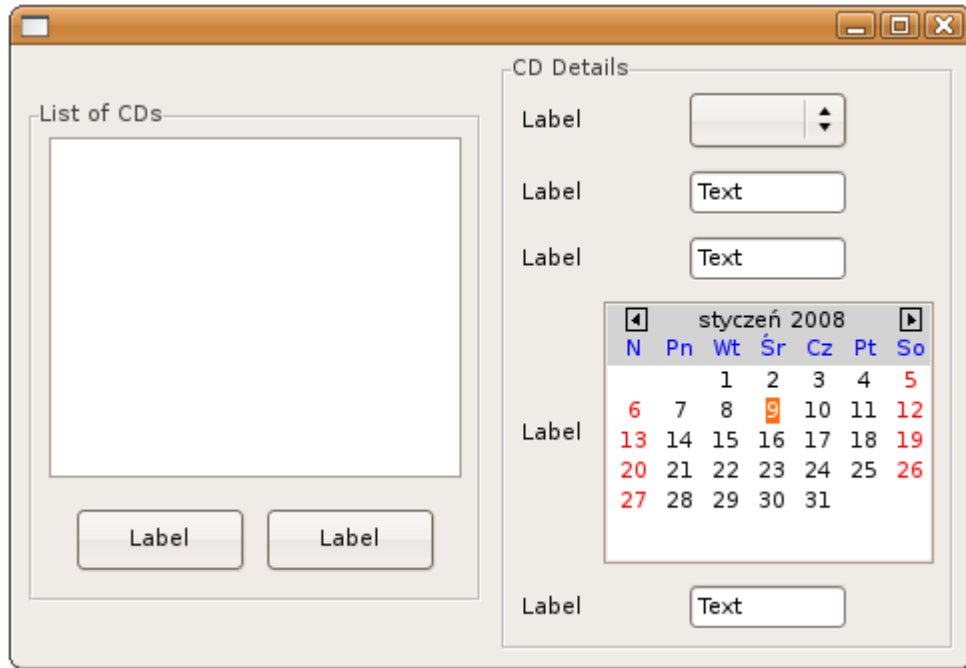 List of CDs
Label Label
CD Details
Label
Label Text
Label Text
Label
styczeń 2008
N Pn Wt Śr Cz Pt So
1 2 3 4 5
6 7 8 9 10 11 12
13 14 15 16 17 18 19
20 21 22 23 24 25 26
27 28 29 30 31
Label Text